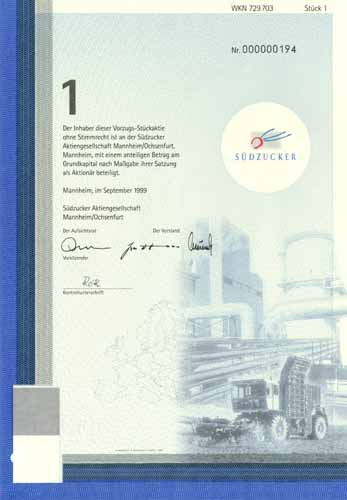 WKN 729703 Stück 1
Nr. 000000194
1
Der Inhaber dieser Vorzugs-Stückaktie
ohne Stimmrecht ist an der Südzucker
Aktiengesellschaft Mannheim/Ochsenfurt,
Mannheim, mit einem anteiligen Betrag am
Grundkapital nach Maßgabe ihrer Satzung
als Aktionär beteiligt.
SÜDZUCKER
Mannheim, im September 1999
Südzucker Aktiengesellschaft
Mannheim/Ochsenfurt
Der Aufsichtsrat Der Vorstand
Vorsitzender
Kontrollunterschrift